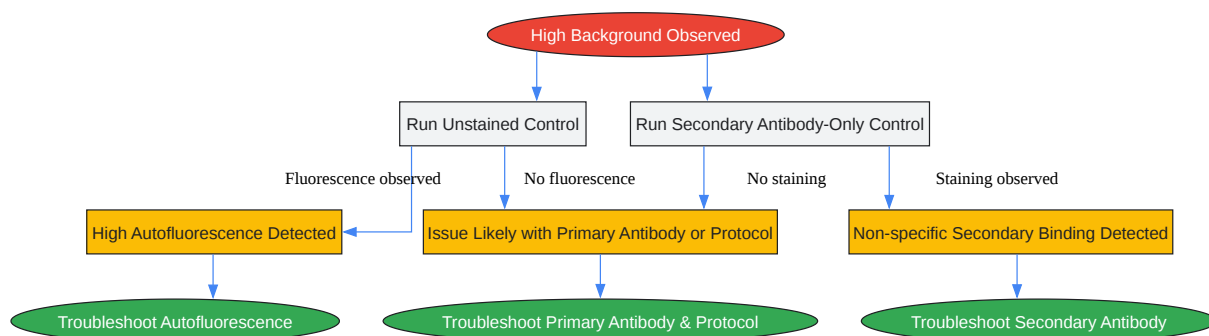 High Background Observed
Run Unstained Control
Run Secondary Antibody-Only Control
Fluorescence observed
No fluorescence
No staining
Staining observed
High Autofluorescence Detected
Issue Likely with Primary Antibody or Protocol
Non-specific Secondary Binding Detected
Troubleshoot Autofluorescence
Troubleshoot Primary Antibody & Protocol
Troubleshoot Secondary Antibody